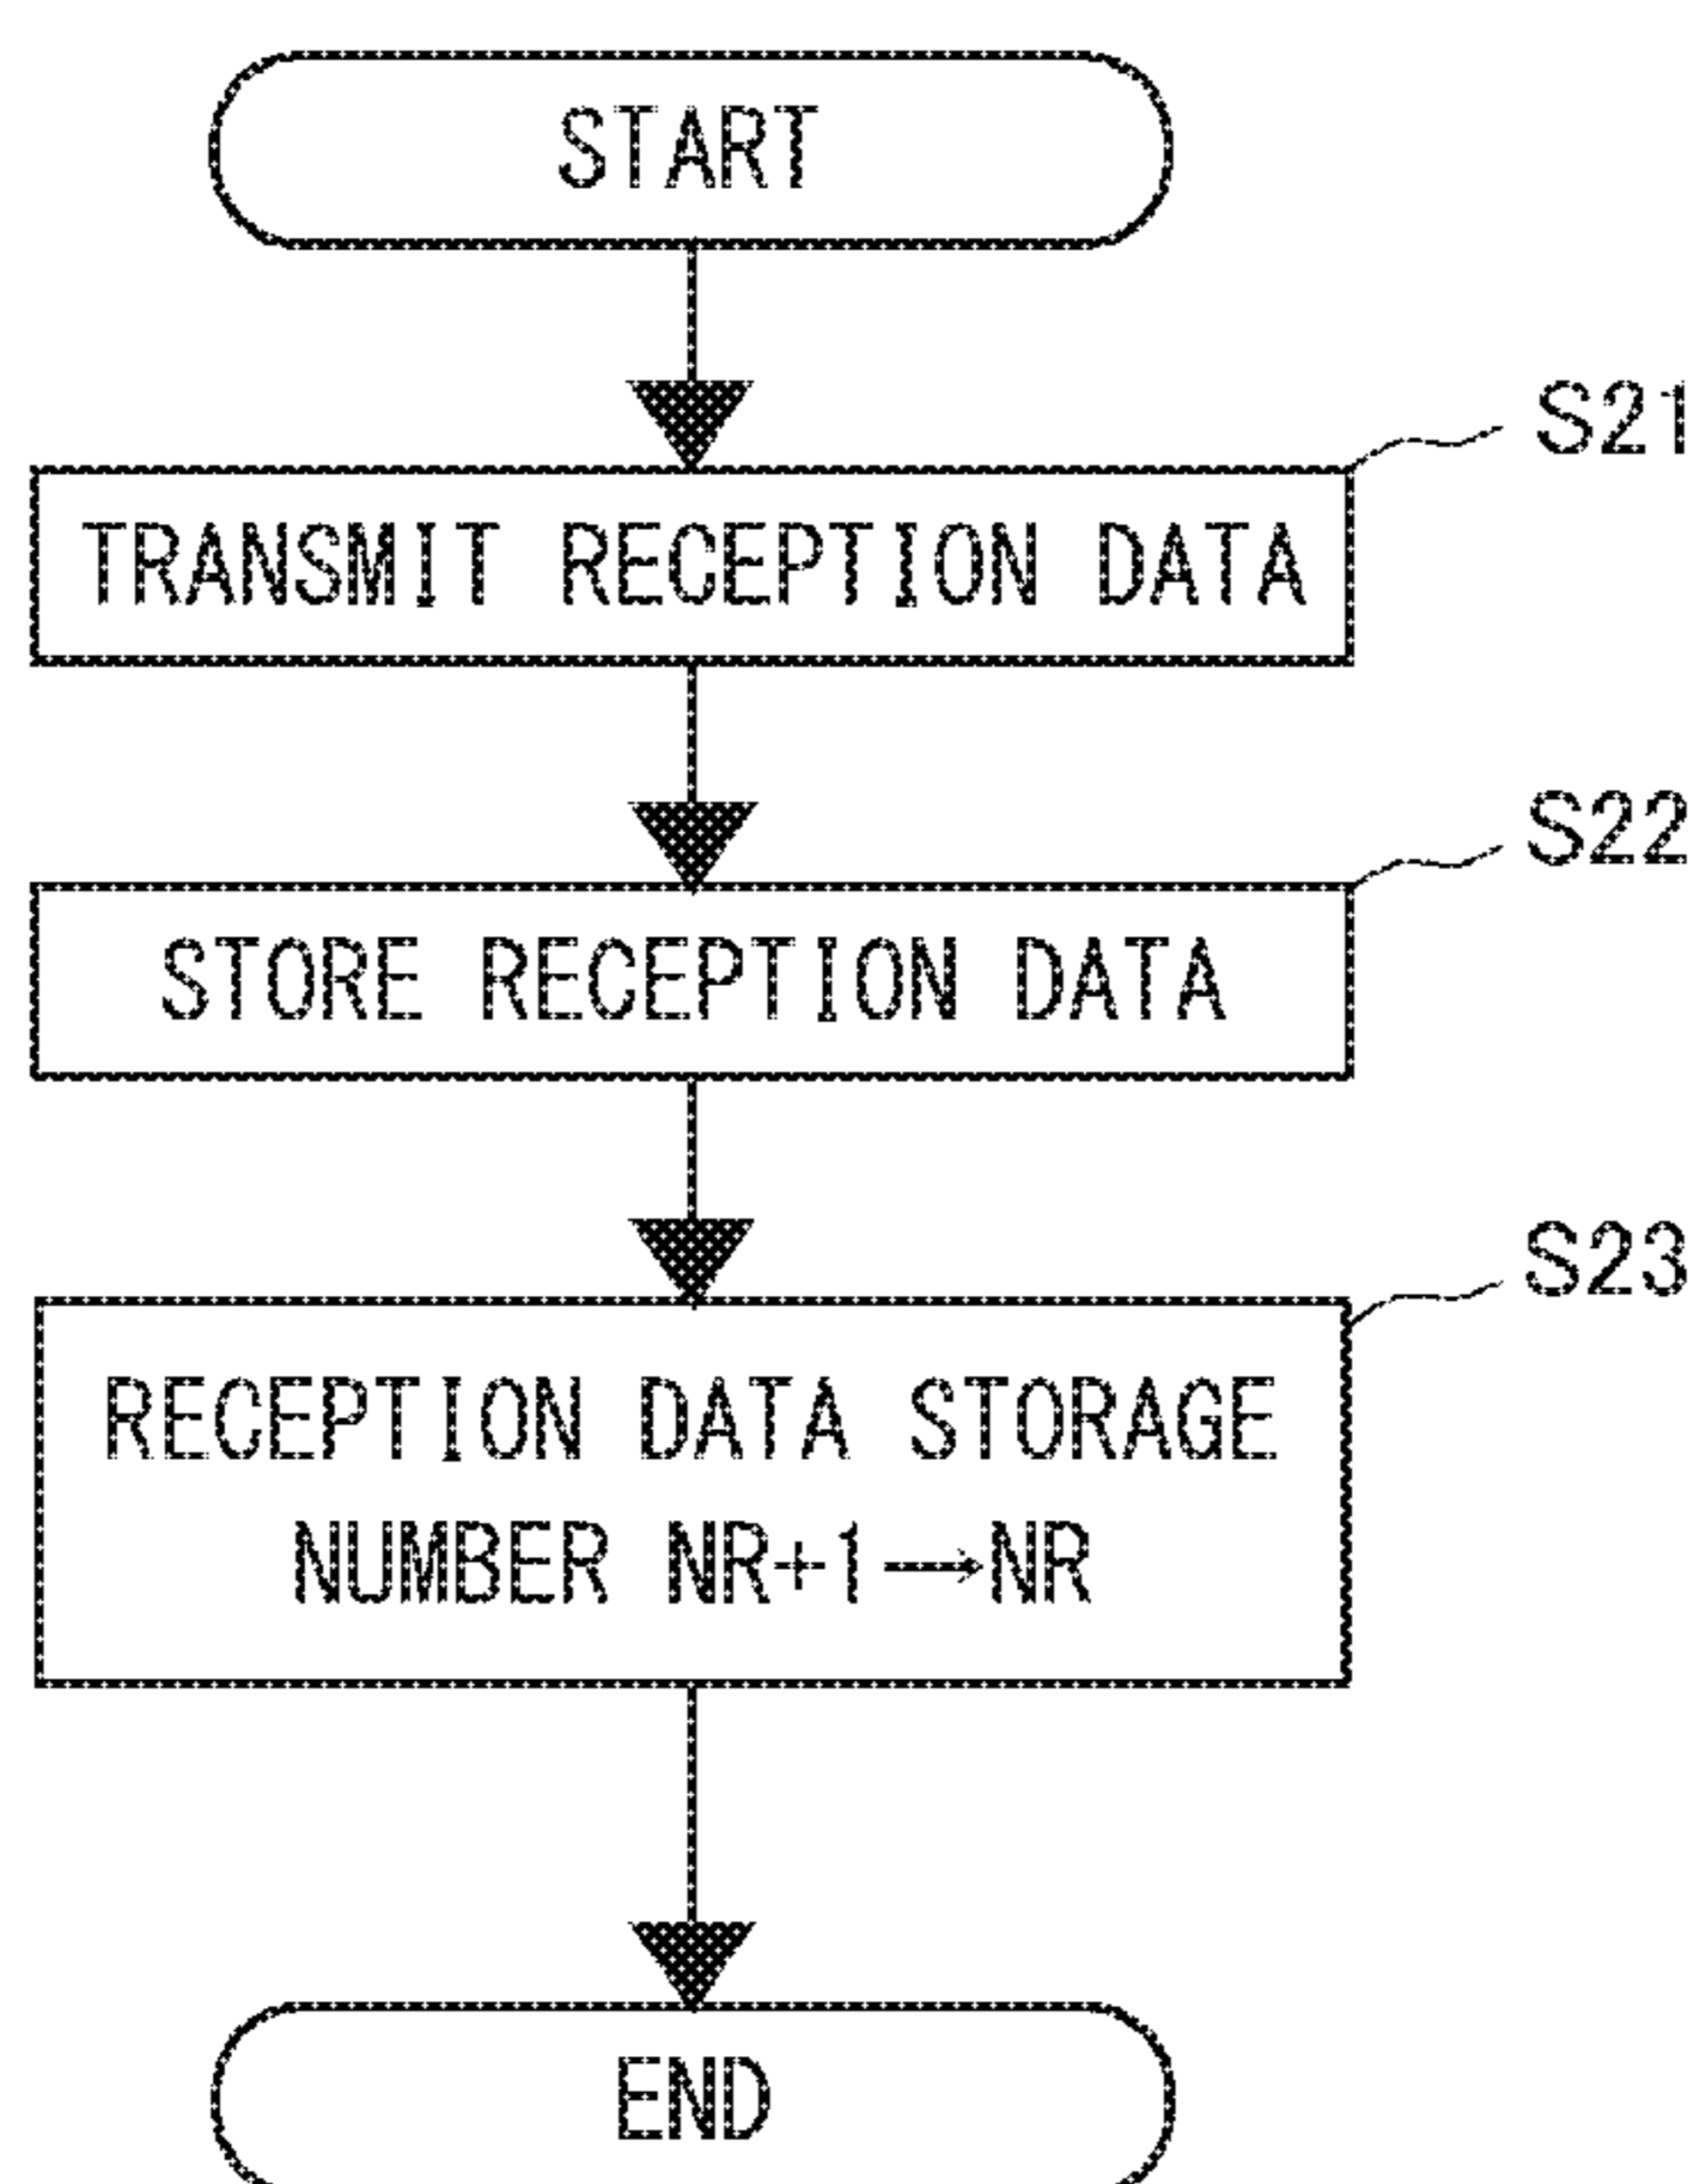 START
S21
TRANSMIT RECEPTION DATA
S22
STORE RECEPTION DATA
S23
RECEPTION DATA STORAGE
NUMBER NR+1→NR
END